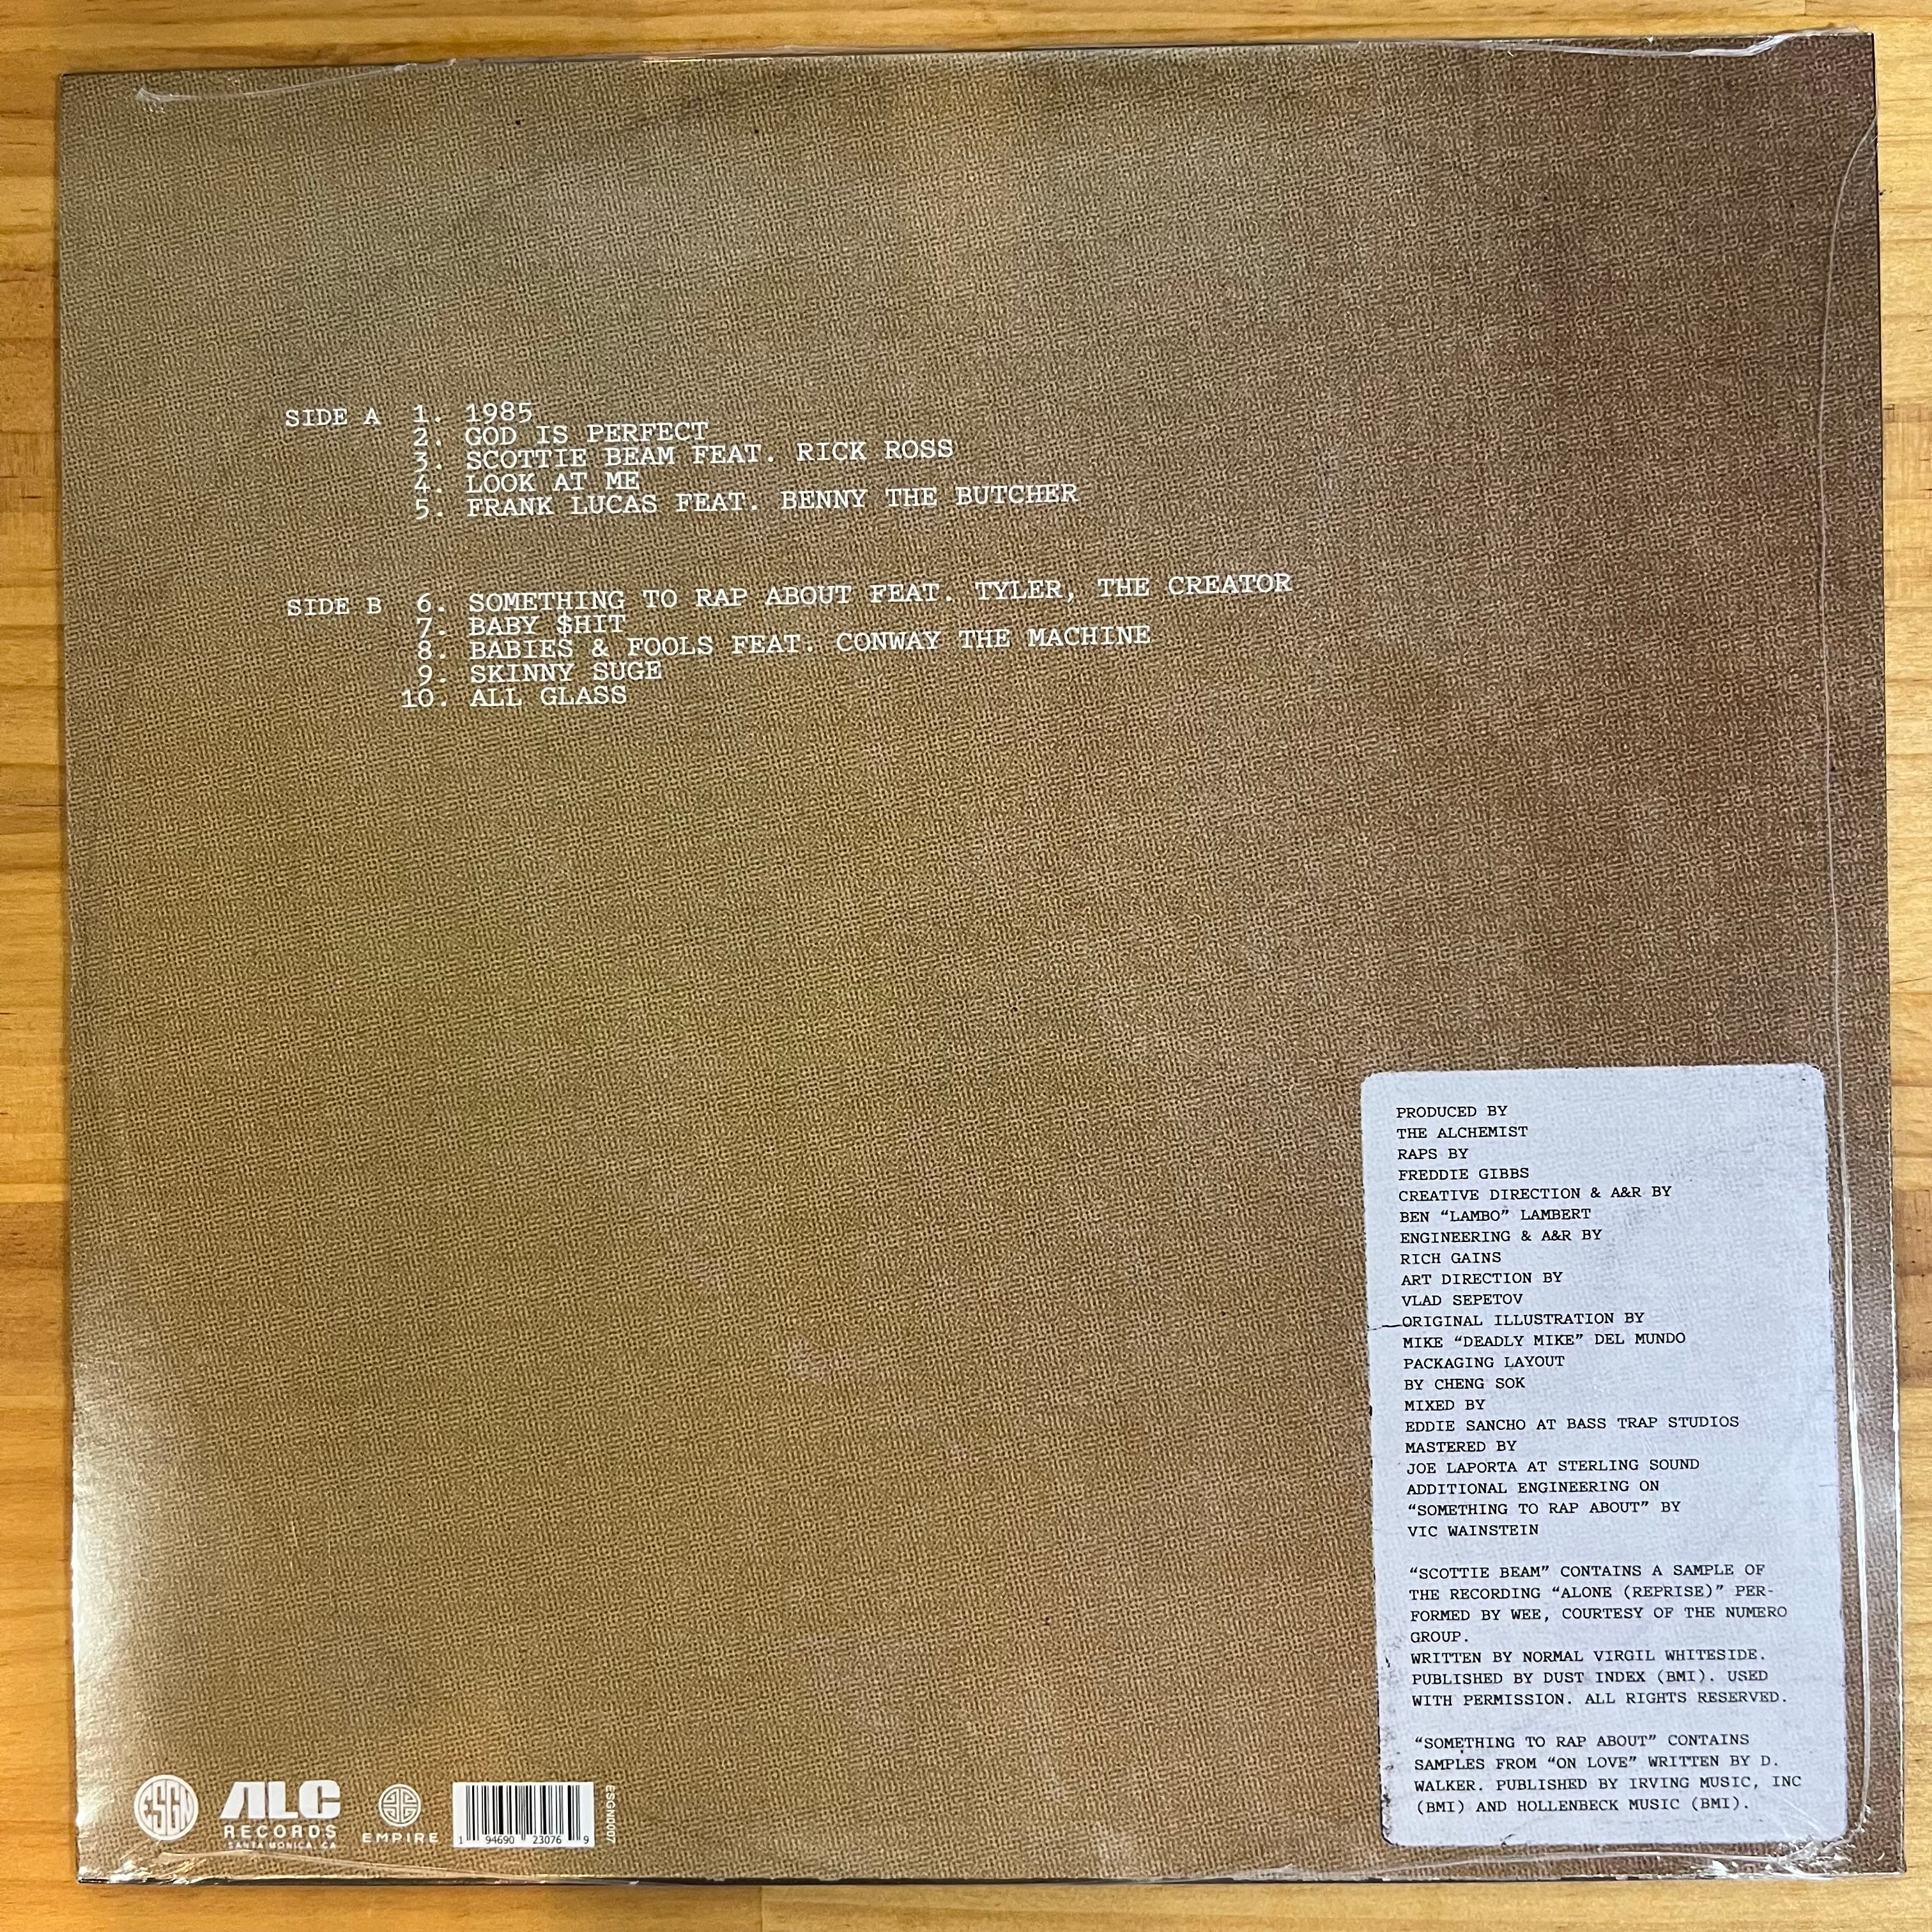 SIDE A 1. 1985
2. GOD IS PERFECT
3. SCOTTIE BEAM FEAT. RICK ROSS
4. LOOK AT ME
5. FRANK LUCAS FEAT. BENNY THE BUTCHER
SIDE B 6. SOMETHING TO RAP ABOUT FEAT. TYLER, THE CREATOR
7. BABY $HIT
8. BABIES & FOOLS FEAT. CONWAY THE MACHINE
9. SKINNY SUGE
10. ALL GLASS
PRODUCED BY
THE ALCHEMIST
RAPS BY
FREDDIE GIBBS
CREATIVE DIRECTION & A&R BY
BEN “LAMBO” LAMBERT
ENGINEERING & A&R BY
RICH GAINS
ART DIRECTION BY
VLAD SEPETOV
ORIGINAL ILLUSTRATION BY
MIKE “DEADLY MIKE” DEL MUNDO
PACKAGING LAYOUT
BY CHENG SOK
MIXED BY
EDDIE SANCHO AT BASS TRAP STUDIOS
MASTERED BY
JOE LAPORTA AT STERLING SOUND
ADDITIONAL ENGINEERING ON
“SOMETHING TO RAP ABOUT” BY
VIC WAINSTEIN
“SCOTTIE BEAM” CONTAINS A SAMPLE OF
THE RECORDING “ALONE (REPRISE)” PER-
FORMED BY WEE, COURTESY OF THE NUMERO
GROUP.
WRITTEN BY NORMAL VIRGIL WHITESIDE.
PUBLISHED BY DUST INDEX (BMI). USED
WITH PERMISSION. ALL RIGHTS RESERVED.
“SOMETHING TO RAP ABOUT” CONTAINS
SAMPLES FROM “ON LOVE” WRITTEN BY D.
WALKER. PUBLISHED BY IRVING MUSIC, INC
(BMI) AND HOLLENBECK MUSIC (BMI).
ESGN
ALC
RECORDS
SANTA MONICA, CA
EMPIRE
1 94690 23076 9
ESGN0007